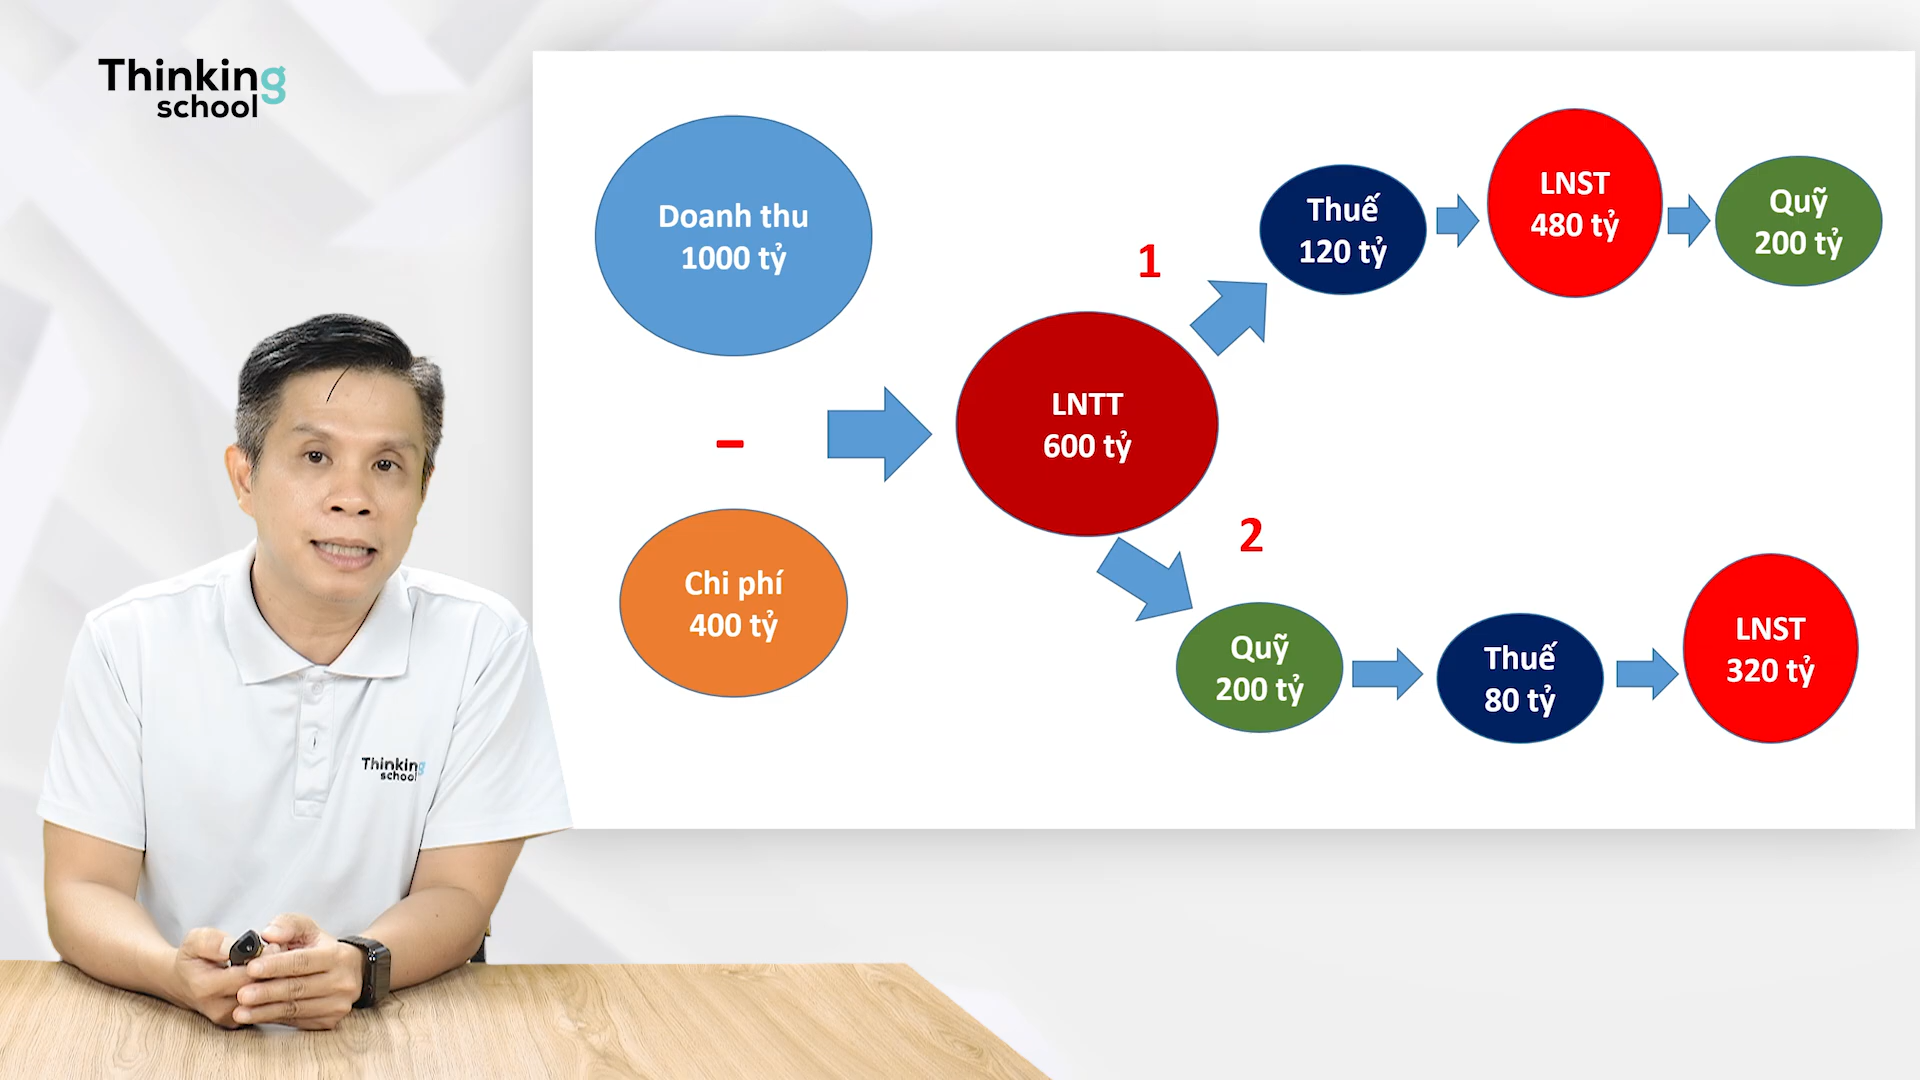 Thinking
school
Doanh thu
1000 tỷ
–
Chi phí
400 tỷ
LNTT
600 tỷ
1
Thuế
120 tỷ
LNST
480 tỷ
Quỹ
200 tỷ
2
Quỹ
200 tỷ
Thuế
80 tỷ
LNST
320 tỷ
Thinking
school